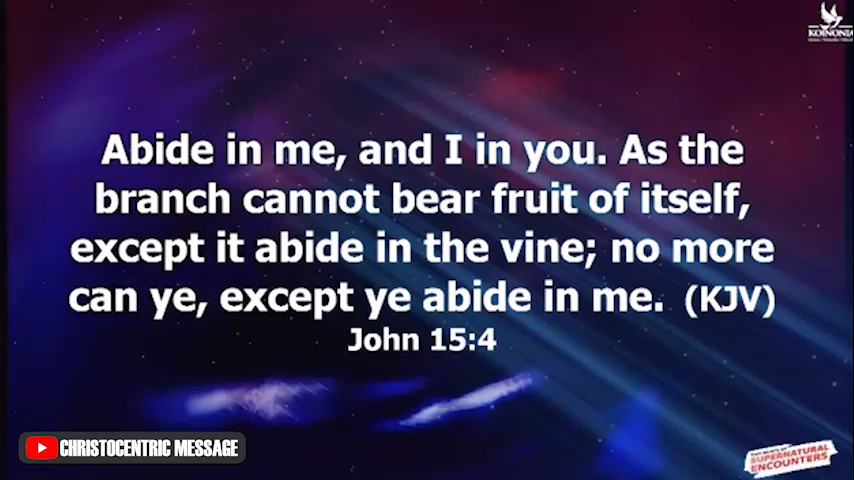 KOINONIA
Abide in me, and I in you. As the
branch cannot bear fruit of itself,
except it abide in the vine; no more
can ye, except ye abide in me. (KJV)
John 15:4
CHRISTOCENTRIC MESSAGE
SUPERNATURAL
ENCOUNTERS